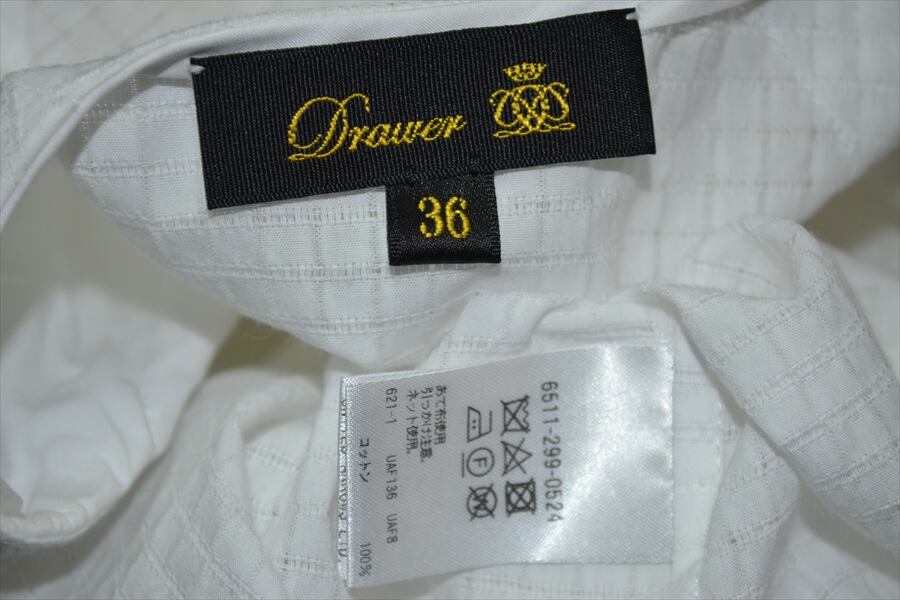 Drawer
36
6511-299-0524
F
あて布使用
引っかけ注意、
ネット使用。
621-1 UAF136 UAF8
コットン 100%